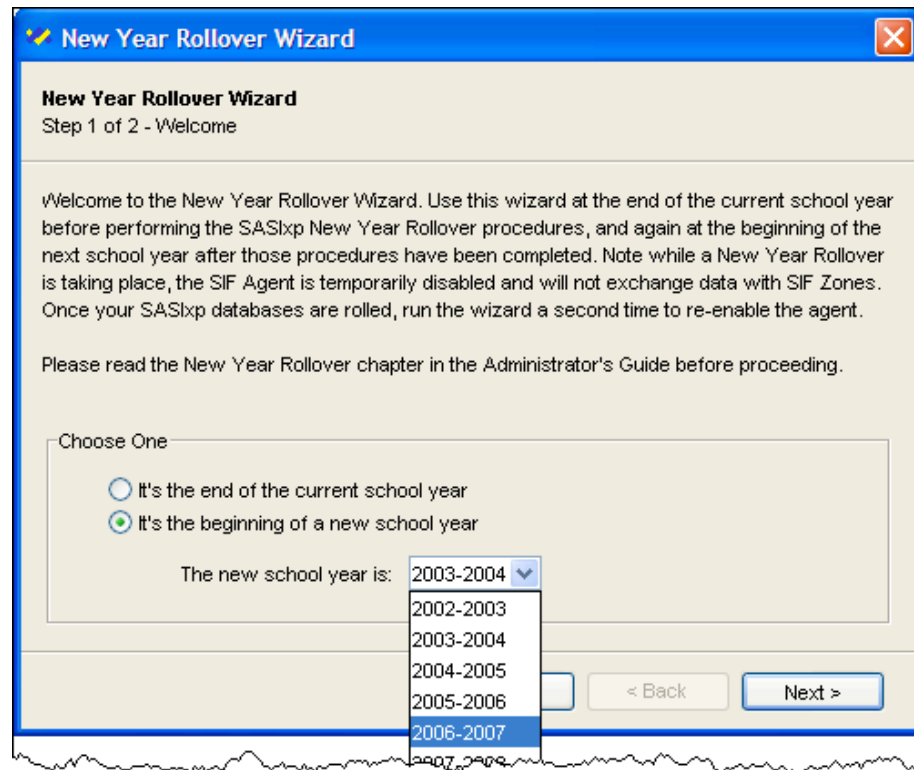 New Year Rollover Wizard
New Year Rollover Wizard
Step 1 of 2 - Welcome
Welcome to the New Year Rollover Wizard. Use this wizard at the end of the current school year
before performing the SASIxp New Year Rollover procedures, and again at the beginning of the
next school year after those procedures have been completed. Note while a New Year Rollover
is taking place, the SIF Agent is temporarily disabled and will not exchange data with SIF Zones.
Once your SASIxp databases are rolled, run the wizard a second time to re-enable the agent.
Please read the New Year Rollover chapter in the Administrator's Guide before proceeding.
Choose One
It's the end of the current school year
It's the beginning of a new school year
The new school year is: 2003-2004
2002-2003
2003-2004
2004-2005
2005-2006
2006-2007
< Back Next >